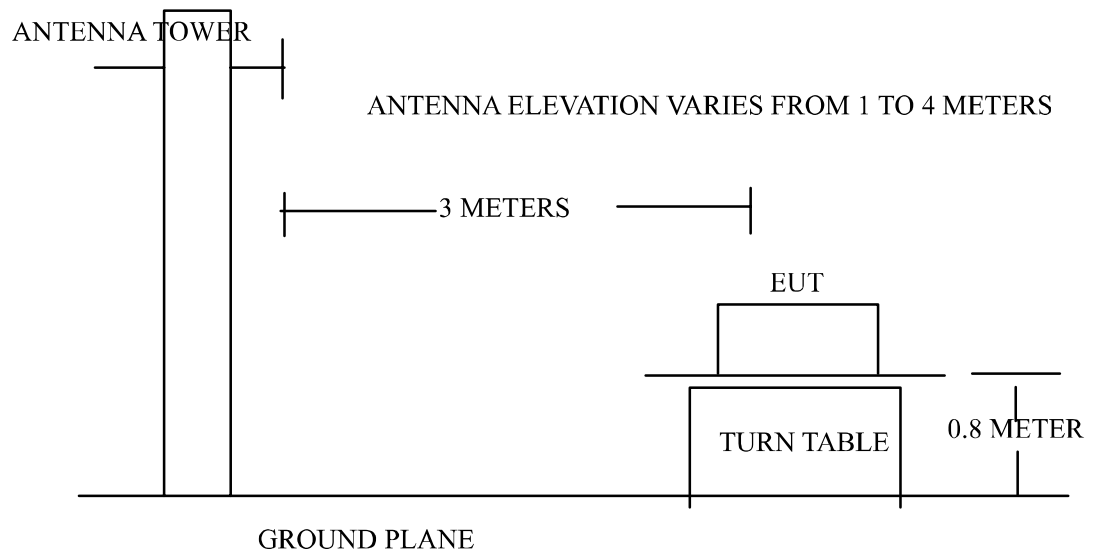 ANTENNA TOWER
ANTENNA ELEVATION VARIES FROM 1 TO 4 METERS
3 METERS
EUT
0.8 METER
TURN TABLE
GROUND PLANE